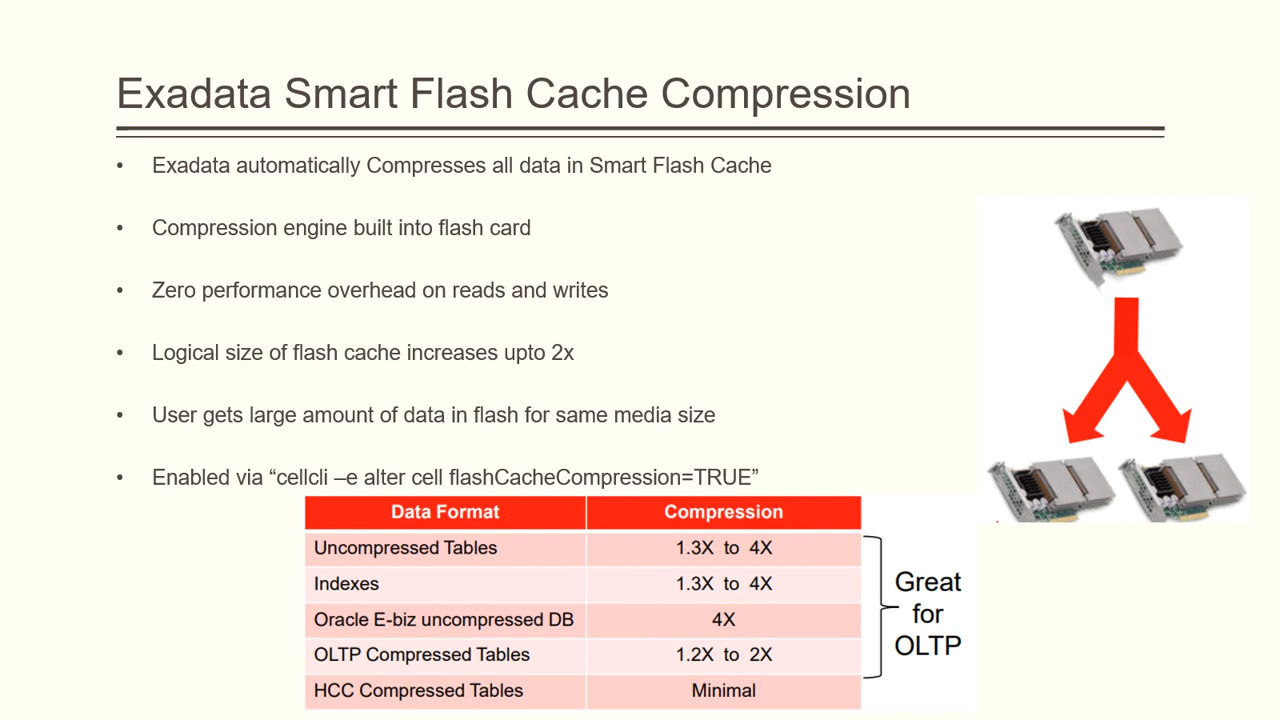 Exadata Smart Flash Cache Compression
• Exadata automatically Compresses all data in Smart Flash Cache
• Compression engine built into flash card
• Zero performance overhead on reads and writes
• Logical size of flash cache increases upto 2x
• User gets large amount of data in flash for same media size
• Enabled via “cellcli –e alter cell flashCacheCompression=TRUE”
Data Format Compression
Uncompressed Tables 1.3X to 4X
Indexes 1.3X to 4X
Oracle E-biz uncompressed DB 4X
OLTP Compressed Tables 1.2X to 2X
HCC Compressed Tables Minimal
Great
for
OLTP